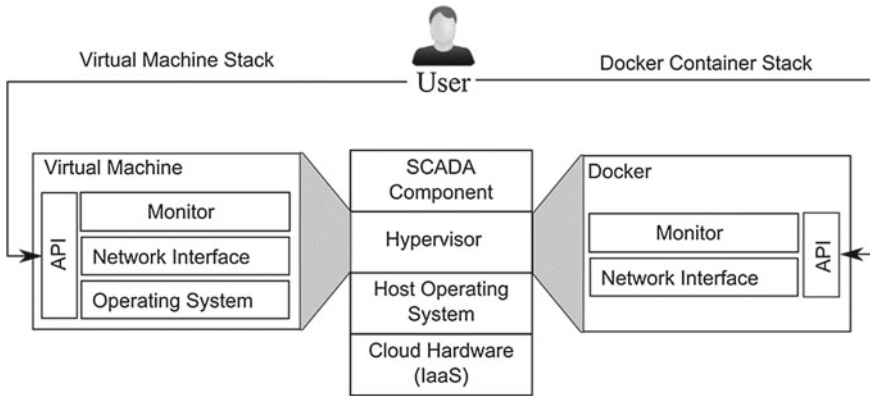 Virtual Machine Stack
User
Docker Container Stack
Virtual Machine
API
Monitor
Network Interface
Operating System
SCADA
Component
Hypervisor
Host Operating
System
Cloud Hardware
(IaaS)
Docker
Monitor
Network Interface
API